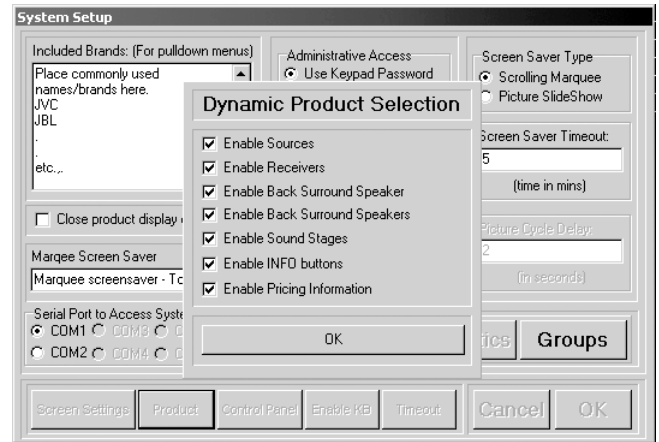 System Setup
Included Brands: (For pulldown menus)
Place commonly used
names/brands here.
JVC
JBL
.
.
etc.,.
Administrative Access
Use Keypad Password
Screen Saver Type
Scrolling Marquee
Picture SlideShow
Dynamic Product Selection
Enable Sources
Enable Receivers
Enable Back Surround Speaker
Enable Back Surround Speakers
Enable Sound Stages
Enable INFO buttons
Enable Pricing Information
OK
Screen Saver Timeout:
5
(time in mins)
Close product display
Picture Cycle Delay:
2
(in seconds)
Marqee Screen Saver
Marquee screensaver - To
Serial Port to Access Syste
COM1 COM3
COM2 COM4
tics Groups
Screen Settings Product Control Panel Enable KB Timeout Cancel OK